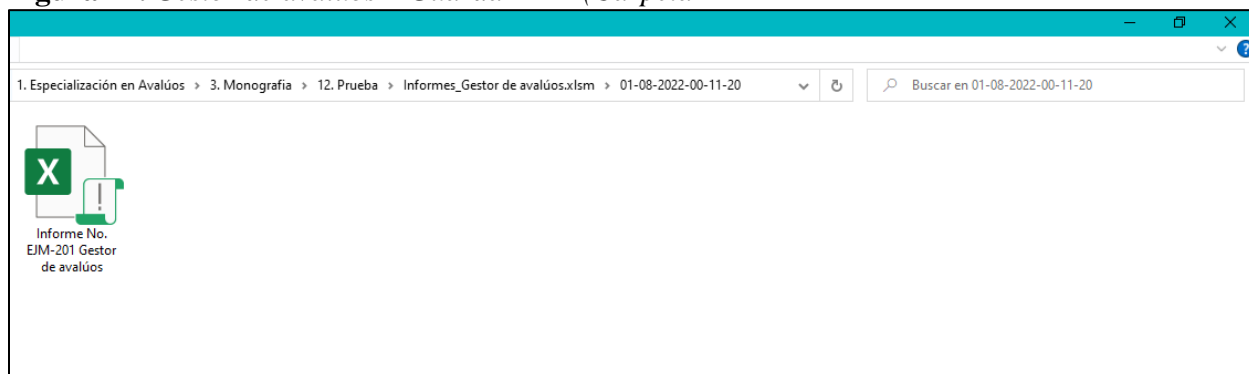 1. Especialización en Avalúos > 3. Monografia > 12. Prueba > Informes_Gestor de avalúos.xlsm > 01-08-2022-00-11-20
Buscar en 01-08-2022-00-11-20
X
Informe No.
EJM-201 Gestor
de avalúos